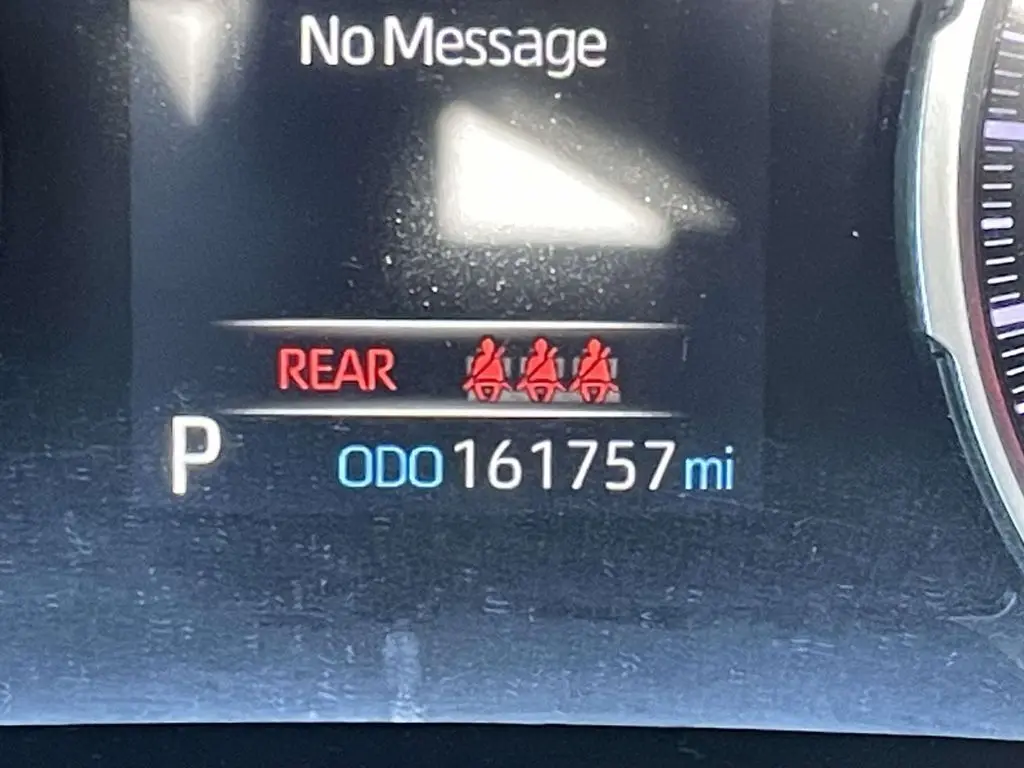 No Message
REAR
P ODO 161757 mi